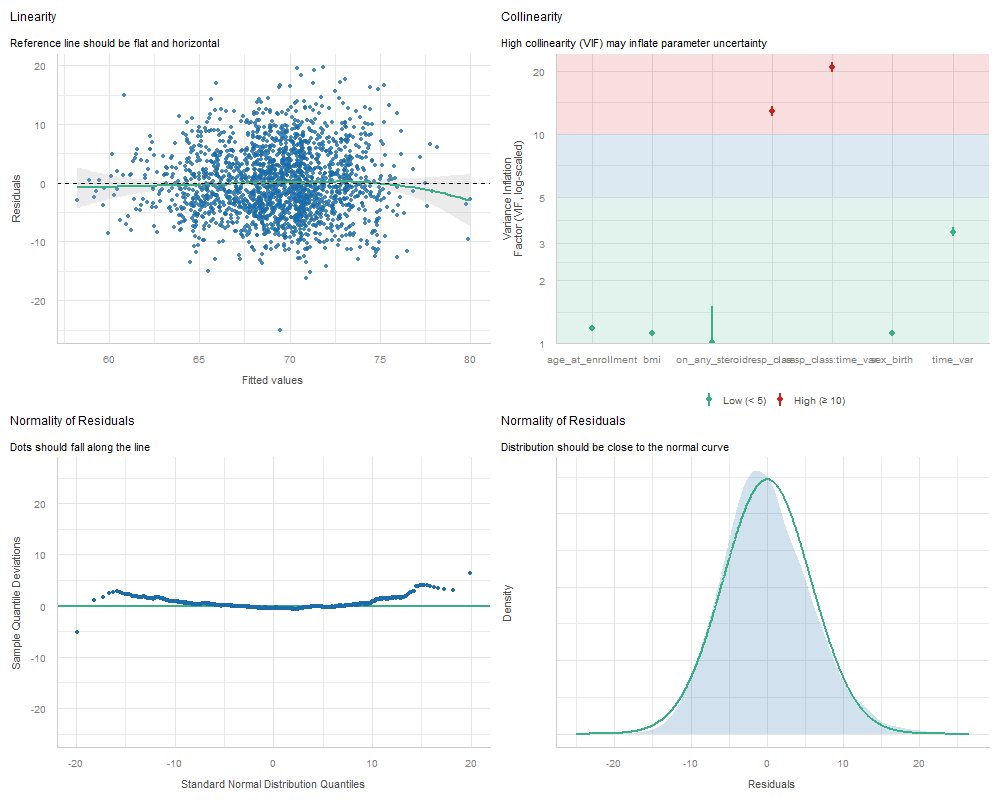 Linearity
Reference line should be flat and horizontal
20
10
0
-10
-20
Residuals
60
65
70
75
80
Fitted values
Collinearity
High collinearity (VIF) may inflate parameter uncertainty
20
10
5
3
2
1
Variance Inflation
Factor (VIF, log-scaled)
age_at_enrollment bmi on_any_steroids resp_class resp_class:time_var sex_birth time_var
Low (< 5) High (≥ 10)
Normality of Residuals
Dots should fall along the line
20
10
0
-10
-20
Sample Quantile Deviations
-20
-10
0
10
20
Standard Normal Distribution Quantiles
Normality of Residuals
Distribution should be close to the normal curve
Density
-20
-10
0
10
20
Residuals